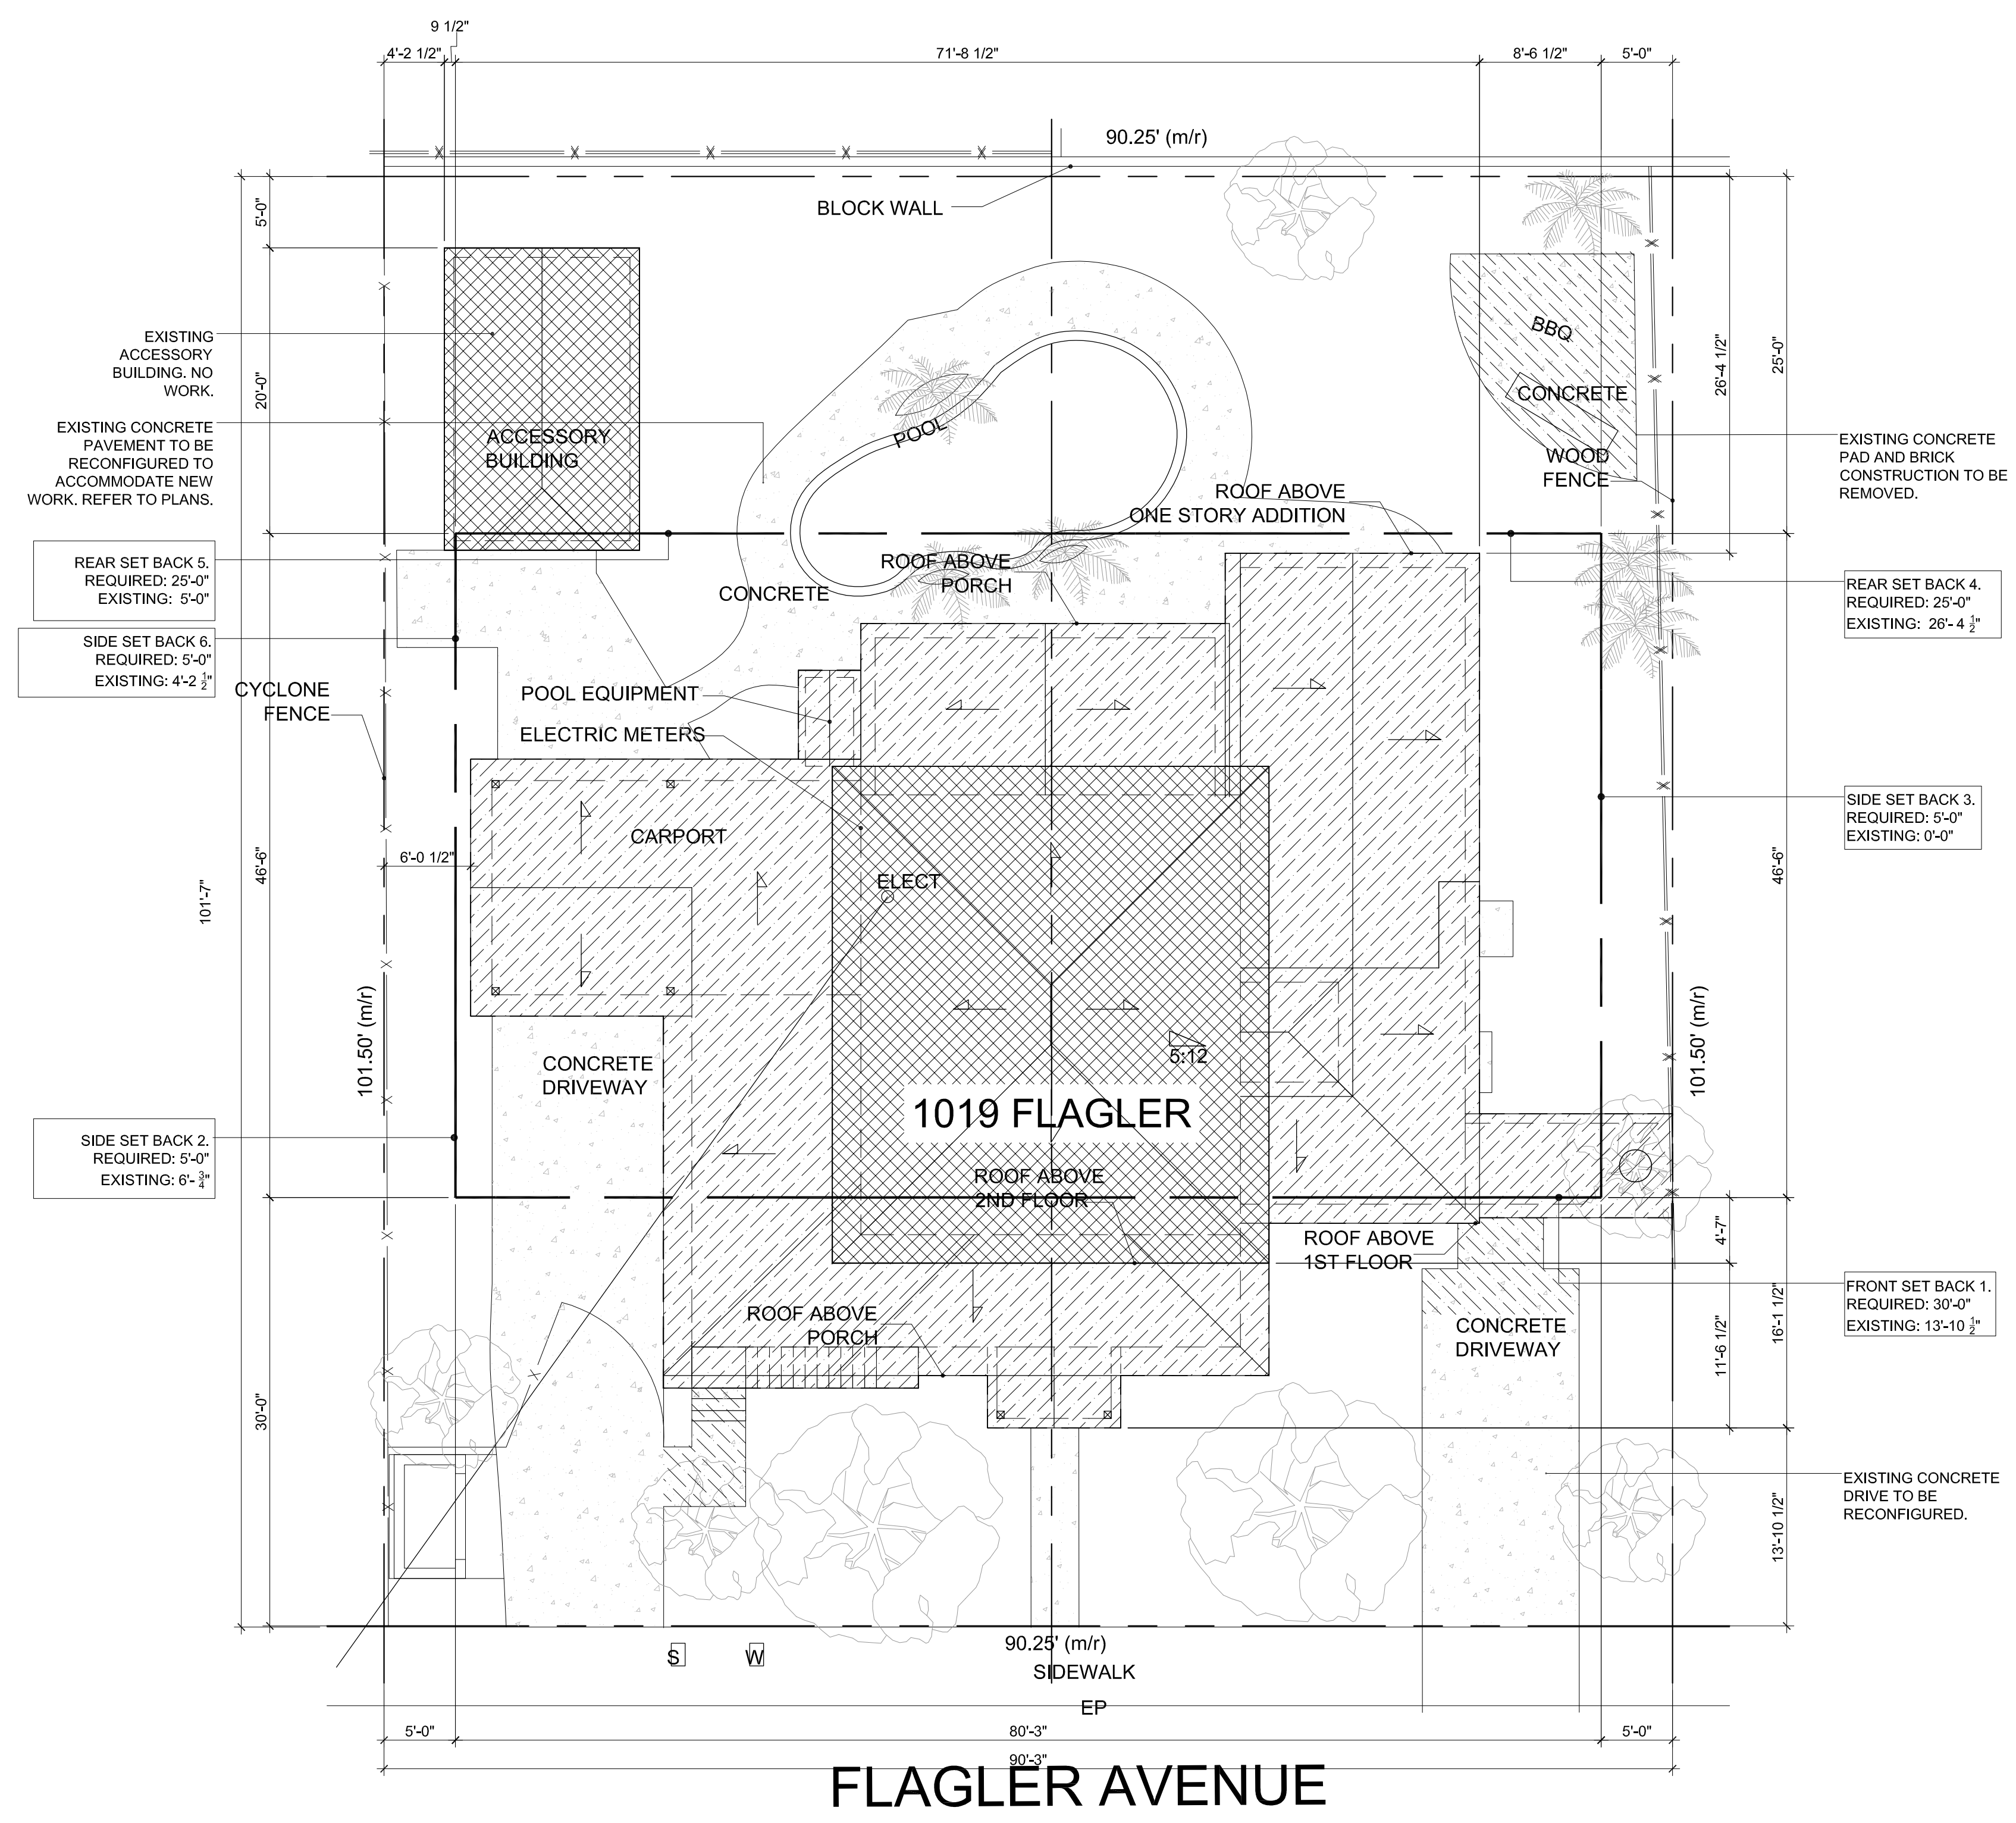 9 1/2"
4'-2 1/2"
71'-8 1/2"
8'-6 1/2"
5'-0"
90.25' (m/r)
BLOCK WALL
5'-0"
20'-0"
46'-6"
30'-0"
101'-7"
EXISTING
ACCESSORY
BUILDING. NO
WORK.
EXISTING CONCRETE
PAVEMENT TO BE
RECONFIGURED TO
ACCOMMODATE NEW
WORK. REFER TO PLANS.
REAR SET BACK 5.
REQUIRED: 25'-0"
EXISTING: 5'-0"
SIDE SET BACK 6.
REQUIRED: 5'-0"
EXISTING: 4'-2 1/2"
CYCLONE
FENCE
ACCESSORY
BUILDING
POOL
BBQ
CONCRETE
WOOD
FENCE
26'-4 1/2"
25'-0"
EXISTING CONCRETE
PAD AND BRICK
CONSTRUCTION TO BE
REMOVED.
ROOF ABOVE
ONE STORY ADDITION
ROOF ABOVE
PORCH
CONCRETE
REAR SET BACK 4.
REQUIRED: 25'-0"
EXISTING: 26'- 4 1/2"
POOL EQUIPMENT
ELECTRIC METERS
CARPORT
6'-0 1/2"
ELECT
SIDE SET BACK 3.
REQUIRED: 5'-0"
EXISTING: 0'-0"
46'-6"
101.50' (m/r)
CONCRETE
DRIVEWAY
5:12
101.50' (m/r)
1019 FLAGLER
SIDE SET BACK 2.
REQUIRED: 5'-0"
EXISTING: 6'- 3/4"
ROOF ABOVE
2ND FLOOR
ROOF ABOVE
1ST FLOOR
4'-7"
11'-6 1/2"
16'-1 1/2"
FRONT SET BACK 1.
REQUIRED: 30'-0"
EXISTING: 13'-10 1/2"
ROOF ABOVE
PORCH
CONCRETE
DRIVEWAY
13'-10 1/2"
EXISTING CONCRETE
DRIVE TO BE
RECONFIGURED.
90.25' (m/r)
S
W
SIDEWALK
EP
5'-0"
80'-3"
5'-0"
90'-3"
FLAGLER AVENUE